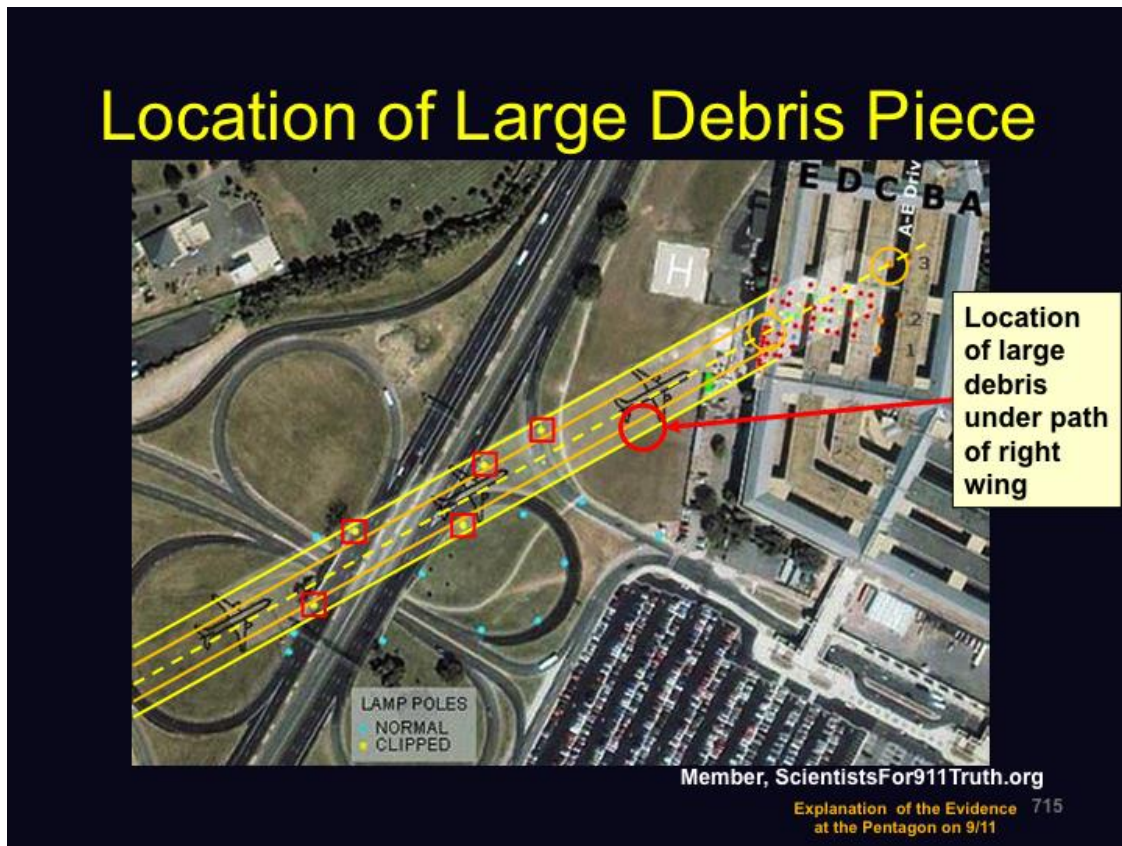 Location of Large Debris Piece
E D C B A
A-E Driv
H
3
2
1
Location
of large
debris
under path
of right
wing
LAMP POLES
NORMAL
CLIPPED
Member, ScientistsFor911Truth.org
Explanation of the Evidence
at the Pentagon on 9/11
715